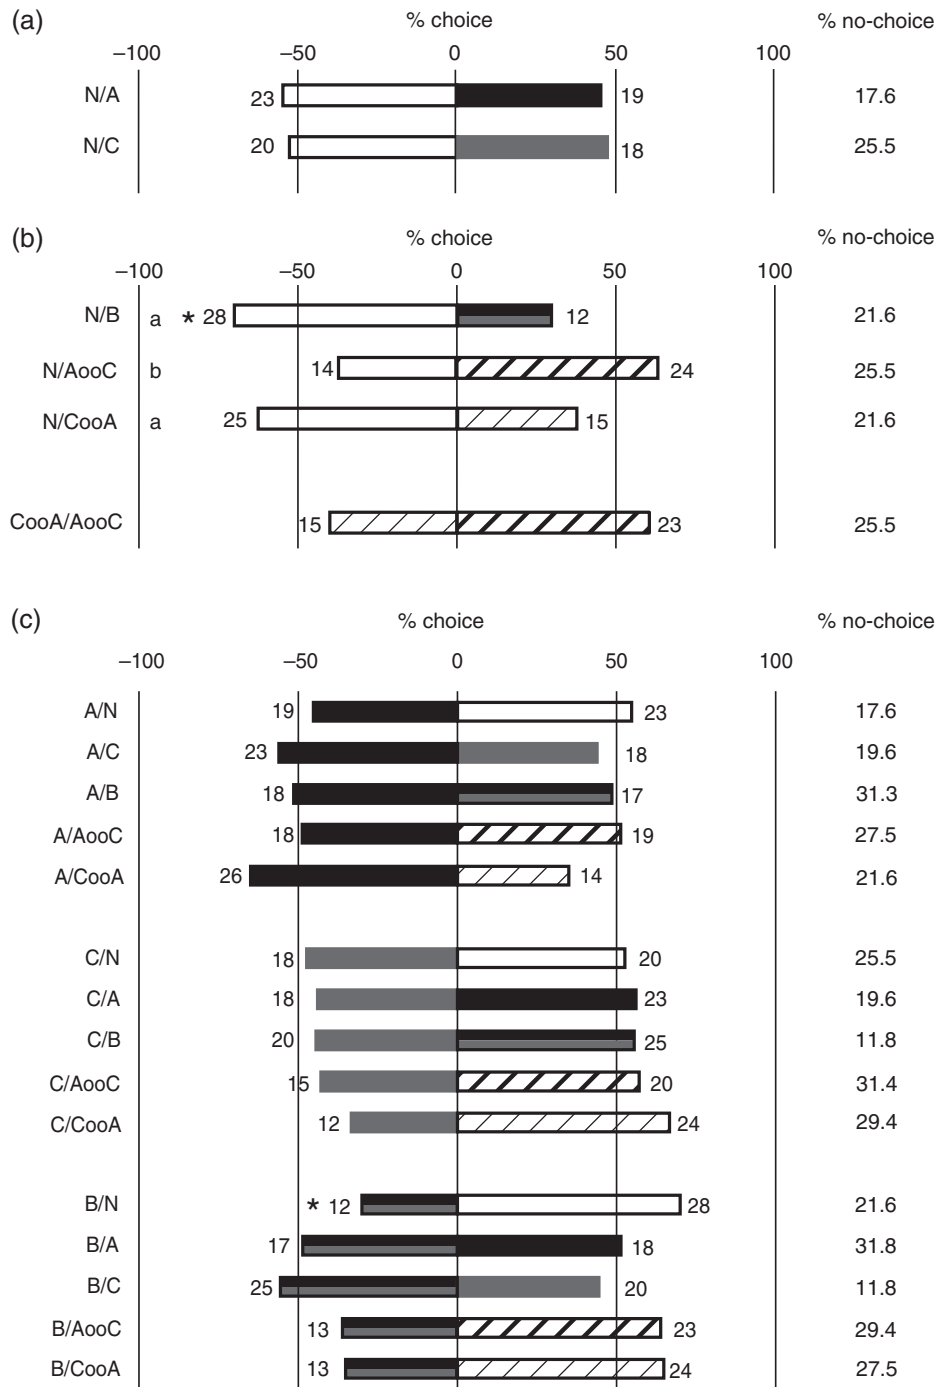 (a) % choice % no-choice
–100 –50 0 50 100
N/A 23 19 17.6
N/C 20 18 25.5
(b) % choice % no-choice
–100 –50 0 50 100
N/B a * 28 12 21.6
N/AooC b 14 24 25.5
N/CooA a 25 15 21.6
CooA/AooC 15 23 25.5
(c) % choice % no-choice
–100 –50 0 50 100
A/N 19 23 17.6
A/C 23 18 19.6
A/B 18 17 31.3
A/AooC 18 19 27.5
A/CooA 26 14 21.6
C/N 18 20 25.5
C/A 18 23 19.6
C/B 20 25 11.8
C/AooC 15 20 31.4
C/CooA 12 24 29.4
B/N * 12 28 21.6
B/A 17 18 31.8
B/C 25 20 11.8
B/AooC 13 23 29.4
B/CooA 13 24 27.5